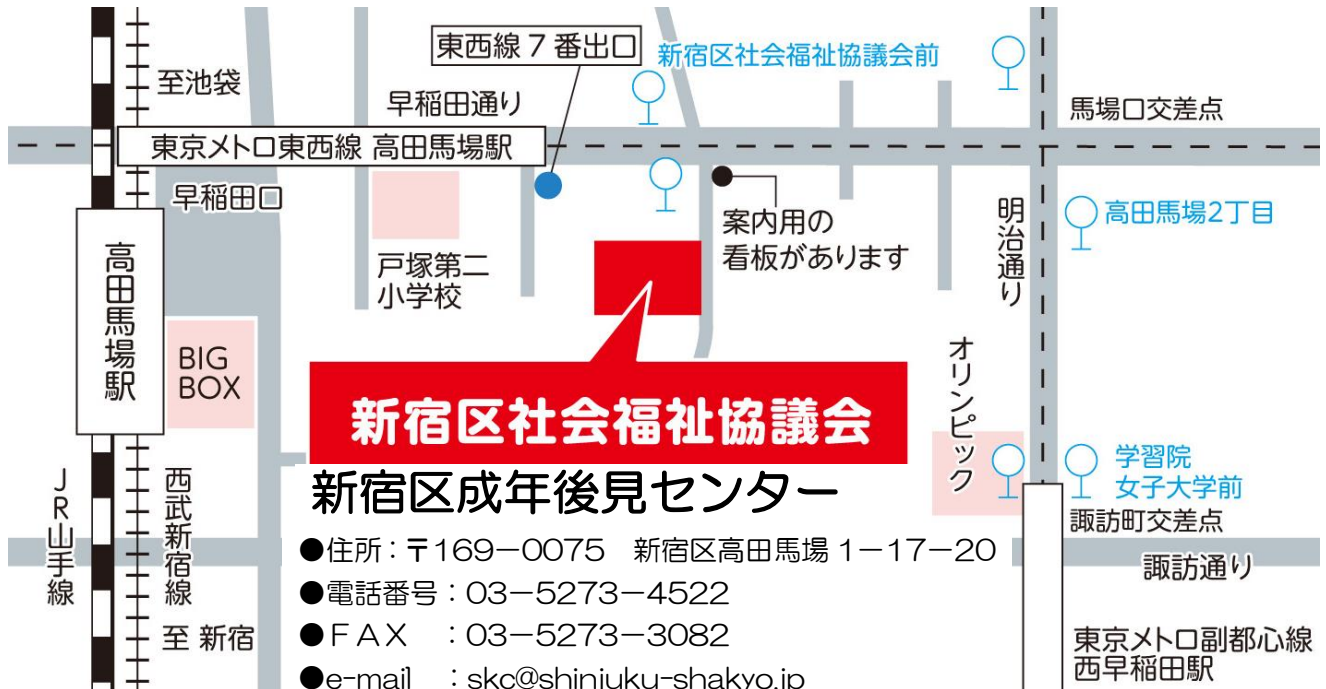 東西線7番出口
新宿区社会福祉協議会前
至池袋
早稲田通り
馬場口交差点
東京メトロ東西線 高田馬場駅
早稲田口
高田馬場駅
戸塚第二
小学校
案内用の
看板があります
明治通り
高田馬場2丁目
BIG
BOX
オリンピック
新宿区社会福祉協議会
新宿区成年後見センター
学習院
女子大学前
諏訪町交差点
諏訪通り
JR山手線
西武新宿線
至 新宿
●住所:〒169-0075 新宿区高田馬場1-17-20
●電話番号:03-5273-4522
●FAX :03-5273-3082
●e-mail :skc@shinjuku-shakyo.jp
東京メトロ副都心線
西早稲田駅